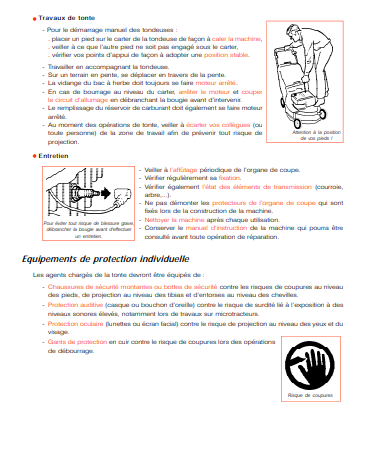 ● Travaux de tonte
- Pour le démarrage manuel des tondeuses :
. placer un pied sur le carter de la tondeuse de façon à caler la machine,
. veiller à ce que l'autre pied ne soit pas engagé sous le carter,
. vérifier vos points d'appui de façon à adopter une position stable.
- Travailler en accompagnant la tondeuse.
- Sur un terrain en pente, se déplacer en travers de la pente.
- La vidange du bac à herbe doit toujours se faire moteur arrêté.
- En cas de bourrage au niveau du carter, arrêter le moteur et couper
le circuit d'allumage en débranchant la bougie avant d'intervenir.
- Le remplissage du réservoir de carburant doit également se faire moteur
arrêté.
- Au moment des opérations de tonte, veiller à écarter vos collègues (ou
toute personne) de la zone de travail afin de prévenir tout risque de
projection.
Attention à la position
de vos pieds !
● Entretien
- Veiller à l'affûtage périodique de l'organe de coupe.
- Vérifier régulièrement sa fixation.
- Vérifier également l'état des éléments de transmission (courroie,
arbre,...).
- Ne pas démonter les protecteurs de l'organe de coupe qui sont
fixés lors de la construction de la machine.
- Nettoyer la machine après chaque utilisation.
- Conserver le manuel d'instruction de la machine qui pourra être
consulté avant toute opération de réparation.
Pour éviter tout risque de blessure grave,
débrancher la bougie avant d'effectuer
un entretien.
Equipements de protection individuelle
Les agents chargés de la tonte devront être équipés de :
- Chaussures de sécurité montantes ou bottes de sécurité contre les risques de coupures au niveau
des pieds, de projection au niveau des tibias et d'entorses au niveau des chevilles.
- Protection auditive (casque ou bouchon d'oreille) contre le risque de surdité lié à l'exposition à des
niveaux sonores élevés, notamment lors de travaux sur microtracteurs.
- Protection oculaire (lunettes ou écran facial) contre le risque de projection au niveau des yeux et du
visage.
- Gants de protection en cuir contre le risque de coupures lors des opérations
de débourrage.
Risque de coupures